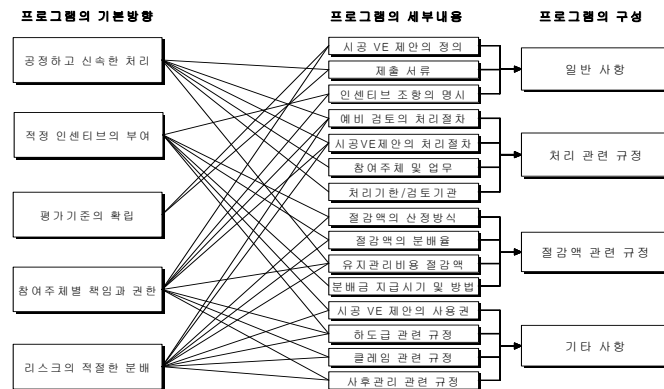 프로그램의 기본방향
공정하고 신속한 처리
적정 인센티브의 부여
평가기준의 확립
참여주체별 책임과 권한
리스크의 적절한 분배
프로그램의 세부내용
시공 VE 제안의 정의
제출 서류
인센티브 조항의 명시
예비 검토의 처리절차
시공VE제안의 처리절차
참여주체 및 업무
처리기한/검토기관
절감액의 산정방식
절감액의 분배율
유지관리비용 절감액
분배금 지급시기 및 방법
시공 VE 제안의 사용권
하도급 관련 규정
클레임 관련 규정
사후관리 관련 규정
프로그램의 구성
일반 사항
처리 관련 규정
절감액 관련 규정
기타 사항